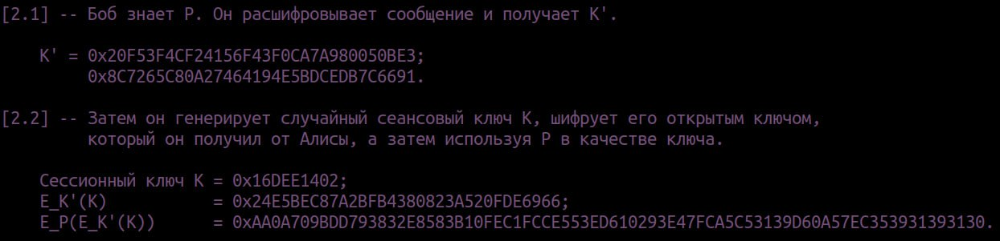 [2.1] -- Боб знает P. Он расшифровывает сообщение и получает K'.
K' = 0x20F53F4CF24156F43F0CA7A980050BE3;
0x8C7265C80A27464194E5BDCEDB7C6691.
[2.2] -- Затем он генерирует случайный сеансовый ключ K, шифрует его открытым ключом,
который он получил от Алисы, а затем используя P в качестве ключа.
Сессионный ключ K = 0x16DEE1402;
E_K'(K) = 0x24E5BEC87A2BFB4380823A520FDE6966;
E_P(E_K'(K)) = 0xAA0A709BDD793832E8583B10FEC1FCCE553ED610293E47FCA5C53139D60A57EC353931393130.